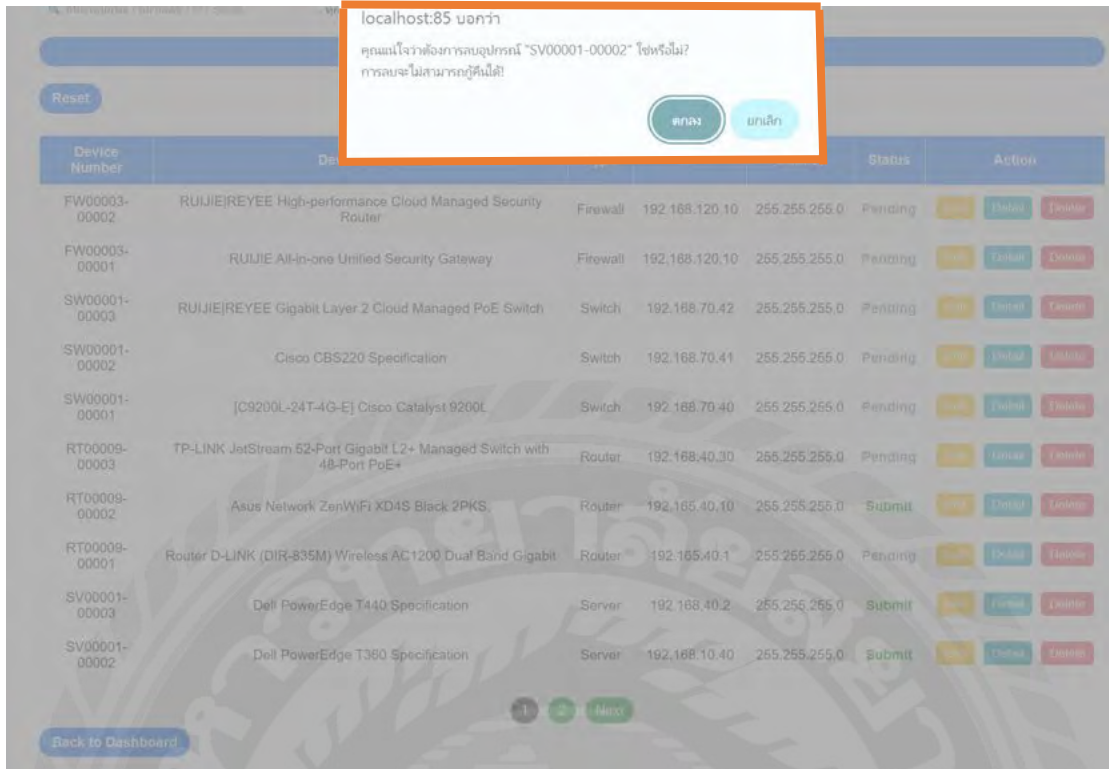 localhost:85 บอกว่า
คุณแน่ใจว่าต้องการลบอุปกรณ์ "SV00001-00002" ใช่หรือไม่?
การลบจะไม่สามารถกู้คืนได้!
ตกลง ยกเลิก
Reset
Device Status Action
Number
FW00003- RUIJIE|REYEE High-performance Cloud Managed Security Firewall 192.168.120.10 255.255.255.0 Pending Detail Delete
00002 Router
FW00003- RUIJIE All-in-one Unified Security Gateway Firewall 192.168.120.10 255.255.255.0 Pending Detail Delete
00001
SW00001- RUIJIE|REYEE Gigabit Layer 2 Cloud Managed PoE Switch Switch 192.168.70.42 255.255.255.0 Pending Detail Delete
00003
SW00001- Cisco CBS220 Specification Switch 192.168.70.41 255.255.255.0 Pending Detail Delete
00002
SW00001- [C9200L-24T-4G-E] Cisco Catalyst 9200L Switch 192.168.70.40 255.255.255.0 Pending Detail Delete
00001
RT00009- TP-LINK JetStream 52-Port Gigabit L2+ Managed Switch with Router 192.168.40.30 255.255.255.0 Pending Detail Delete
00003 48-Port PoE+
RT00009- Asus Network ZenWiFi XD4S Black 2PKS. Router 192.165.40.10 255.255.255.0 Submit Detail Delete
00002
RT00009- Router D-LINK (DIR-835M) Wireless AC1200 Dual Band Gigabit Router 192.165.40.1 255.255.255.0 Pending Detail Delete
00001
SV00001- Dell PowerEdge T440 Specification Server 192.168.40.2 255.255.255.0 Submit Detail Delete
00003
SV00001- Dell PowerEdge T360 Specification Server 192.168.10.40 255.255.255.0 Submit Detail Delete
00002
1 2 Next
Back to Dashboard